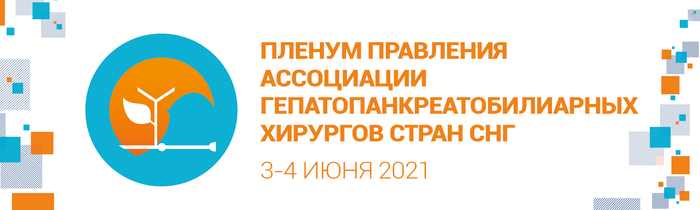 ПЛЕНУМ ПРАВЛЕНИЯ
АССОЦИАЦИИ
ГЕПАТОПАНКРЕАТОБИЛИАРНЫХ
ХИРУРГОВ СТРАН СНГ
3-4 ИЮНЯ 2021